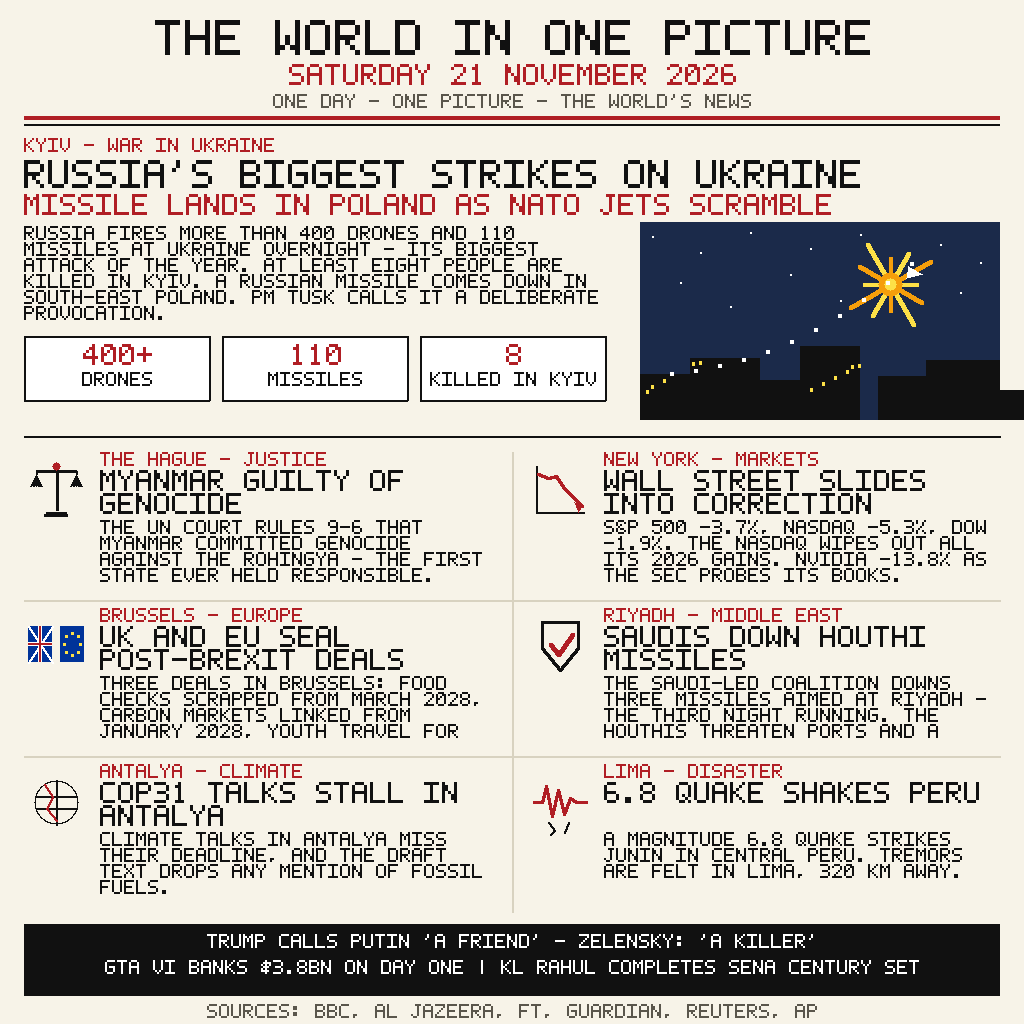 THE WORLD IN ONE PICTURE
SATURDAY 21 NOVEMBER 2026
ONE DAY - ONE PICTURE - THE WORLD'S NEWS
KYIV - WAR IN UKRAINE
RUSSIA'S BIGGEST STRIKES ON UKRAINE
MISSILE LANDS IN POLAND AS NATO JETS SCRAMBLE
RUSSIA FIRES MORE THAN 400 DRONES AND 110
MISSILES AT UKRAINE OVERNIGHT - ITS BIGGEST
ATTACK OF THE YEAR. AT LEAST EIGHT PEOPLE ARE
KILLED IN KYIV. A RUSSIAN MISSILE COMES DOWN IN
SOUTH-EAST POLAND. PM TUSK CALLS IT A DELIBERATE
PROVOCATION.
400+
DRONES
110
MISSILES
8
KILLED IN KYIV
THE HAGUE - JUSTICE
MYANMAR GUILTY OF
GENOCIDE
THE UN COURT RULES 9-6 THAT
MYANMAR COMMITTED GENOCIDE
AGAINST THE ROHINGYA - THE FIRST
STATE EVER HELD RESPONSIBLE.
NEW YORK - MARKETS
WALL STREET SLIDES
INTO CORRECTION
S&P 500 -3.7%, NASDAQ -5.3%, DOW
-1.9%. THE NASDAQ WIPES OUT ALL
ITS 2026 GAINS. NVIDIA -13.8% AS
THE SEC PROBES ITS BOOKS.
BRUSSELS - EUROPE
UK AND EU SEAL
POST-BREXIT DEALS
THREE DEALS IN BRUSSELS: FOOD
CHECKS SCRAPPED FROM MARCH 2028,
CARBON MARKETS LINKED FROM
JANUARY 2028, YOUTH TRAVEL FOR
RIYADH - MIDDLE EAST
SAUDIS DOWN HOUTHI
MISSILES
THE SAUDI-LED COALITION DOWNS
THREE MISSILES AIMED AT RIYADH -
THE THIRD NIGHT RUNNING. THE
HOUTHIS THREATEN PORTS AND A
ANTALYA - CLIMATE
COP31 TALKS STALL IN
ANTALYA
CLIMATE TALKS IN ANTALYA MISS
THEIR DEADLINE, AND THE DRAFT
TEXT DROPS ANY MENTION OF FOSSIL
FUELS.
LIMA - DISASTER
6.8 QUAKE SHAKES PERU
A MAGNITUDE 6.8 QUAKE STRIKES
JUNIN IN CENTRAL PERU. TREMORS
ARE FELT IN LIMA, 320 KM AWAY.
TRUMP CALLS PUTIN 'A FRIEND' - ZELENSKY: 'A KILLER'
GTA VI BANKS $3.8BN ON DAY ONE | KL RAHUL COMPLETES SENA CENTURY SET
SOURCES: BBC, AL JAZEERA, FT, GUARDIAN, REUTERS, AP